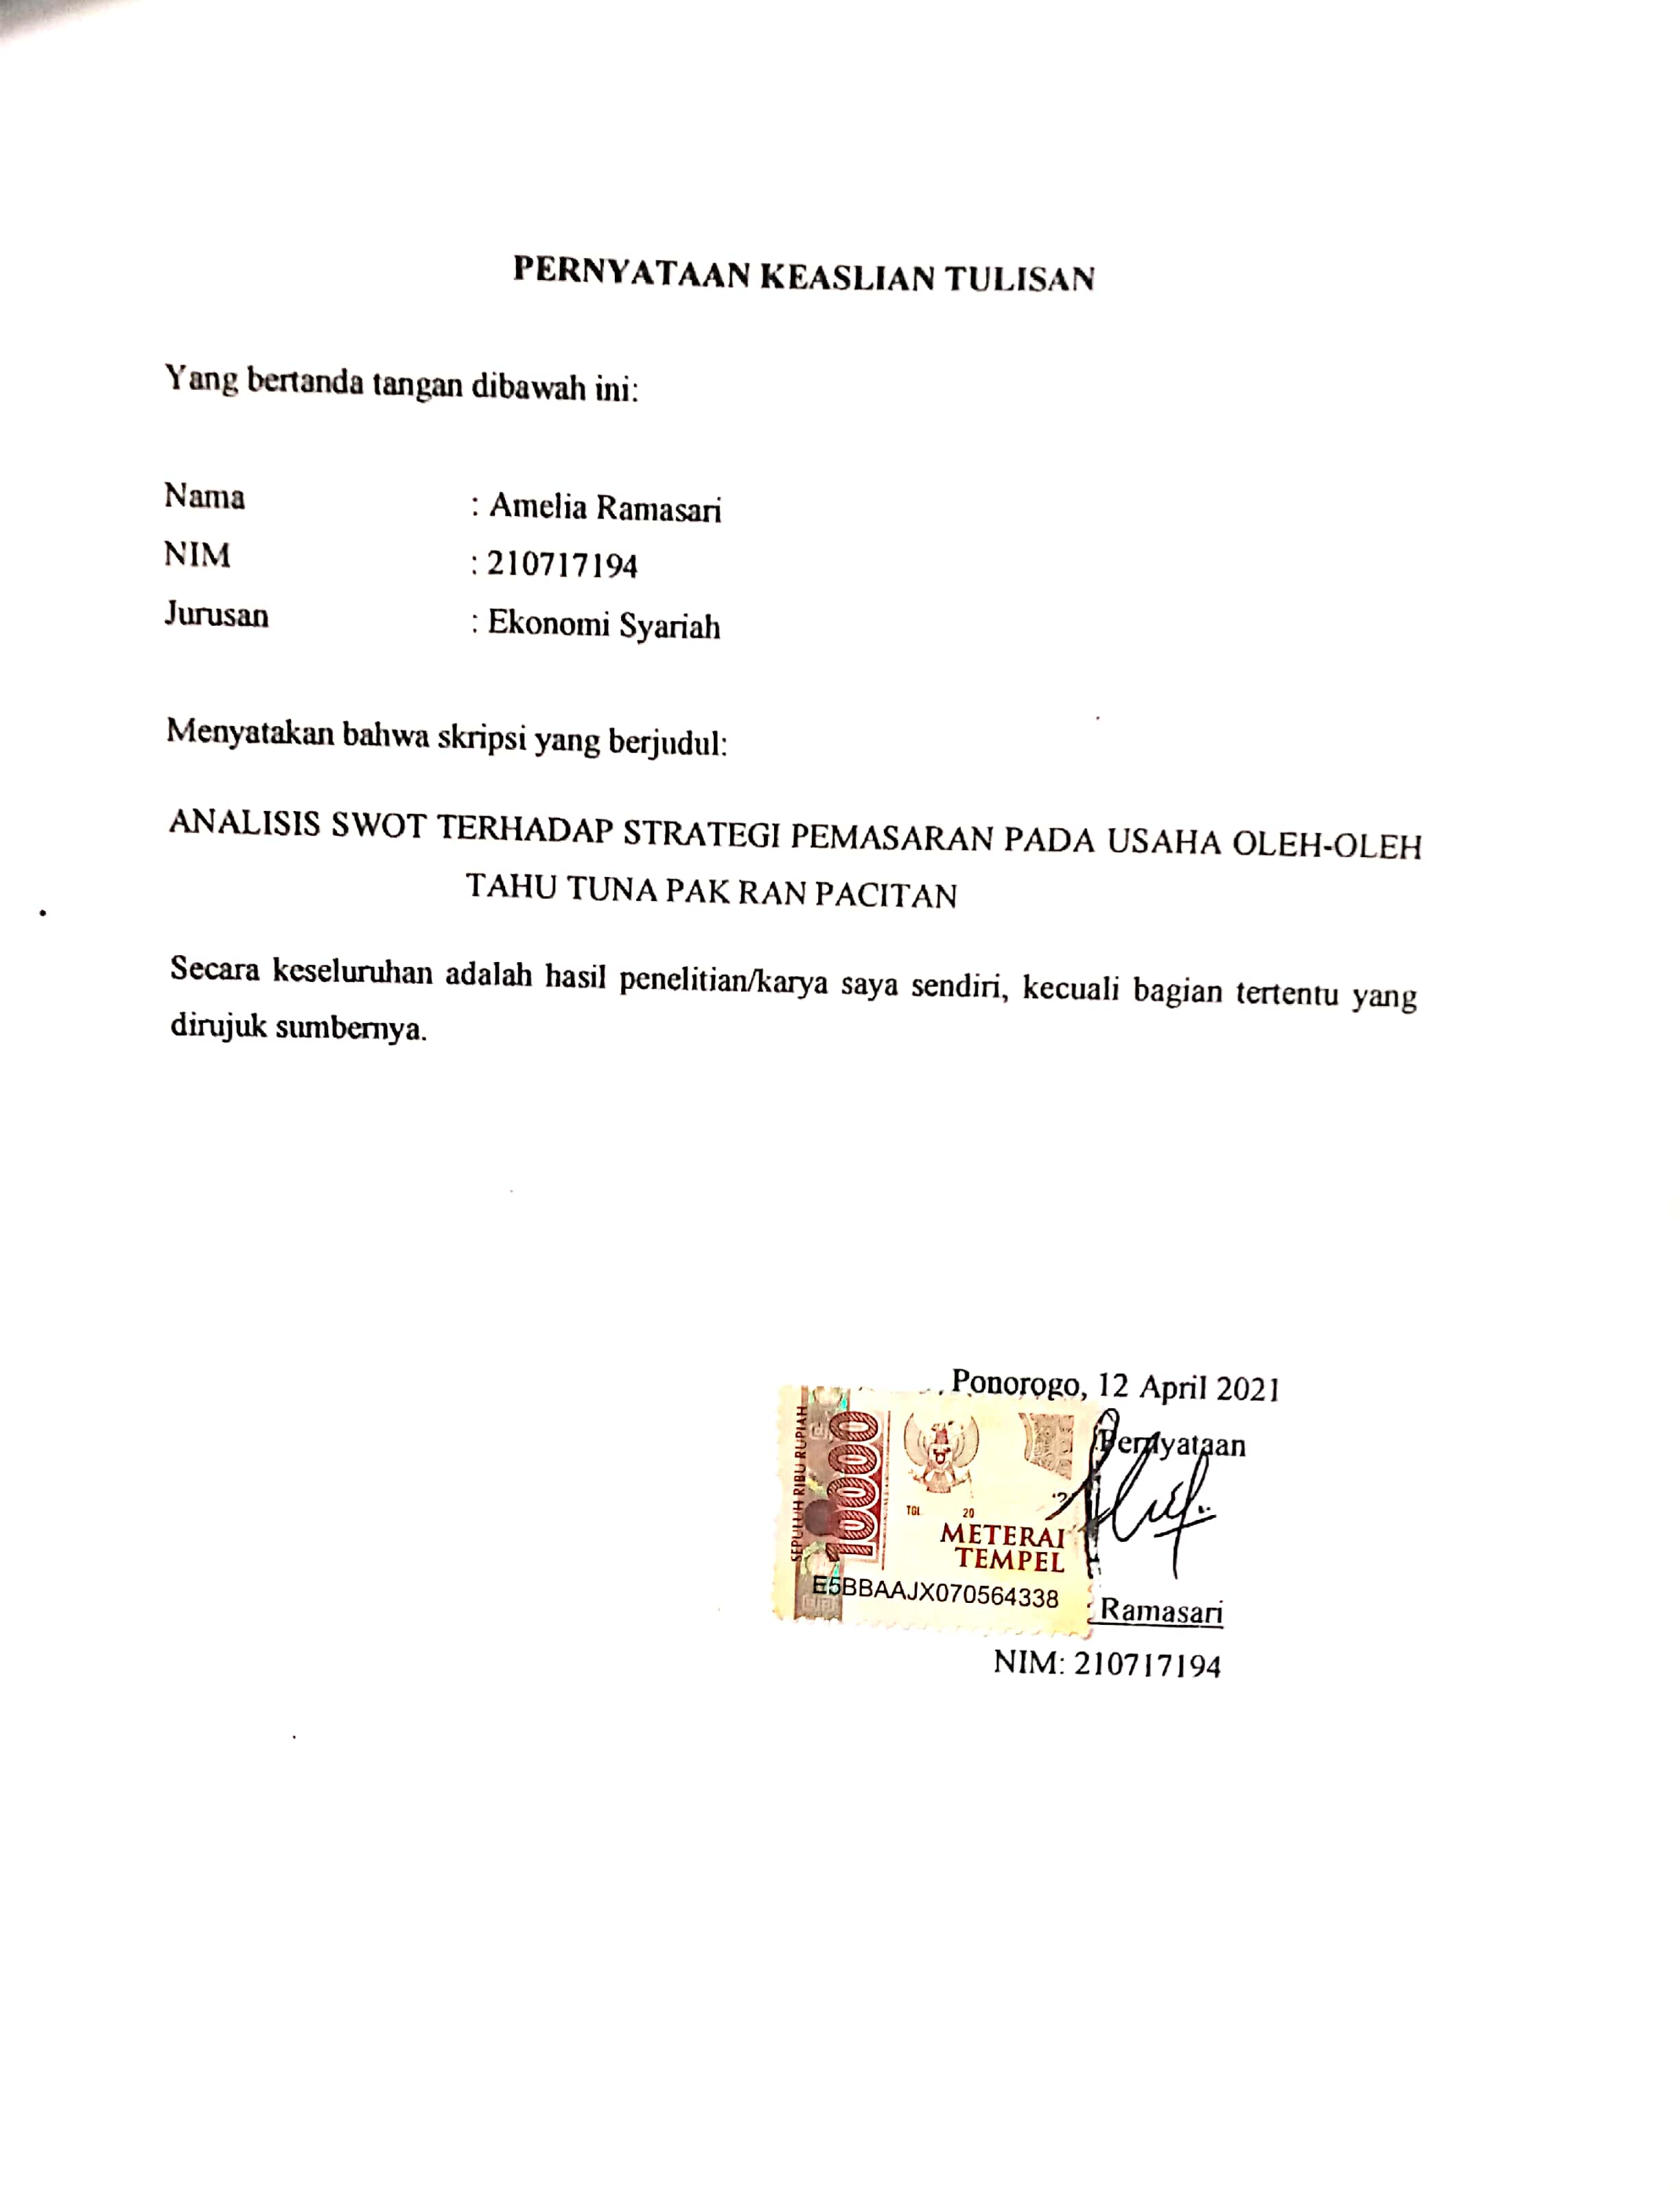 PERNYATAAN KEASLIAN TULISAN
Yang bertanda tangan dibawah ini:
Nama : Amelia Ramasari
NIM : 210717194
Jurusan : Ekonomi Syariah
Menyatakan bahwa skripsi yang berjudul:
ANALISIS SWOT TERHADAP STRATEGI PEMASARAN PADA USAHA OLEH-OLEH
TAHU TUNA PAK RAN PACITAN
Secara keseluruhan adalah hasil penelitian/karya saya sendiri, kecuali bagian tertentu yang
dirujuk sumbernya.
Ponorogo, 12 April 2021
Pernyataan
SEPULUH RIBU RUPIAH
10000
TGL 20
METERAI
TEMPEL
E5BBAAJX070564338
Ramasari
NIM: 210717194